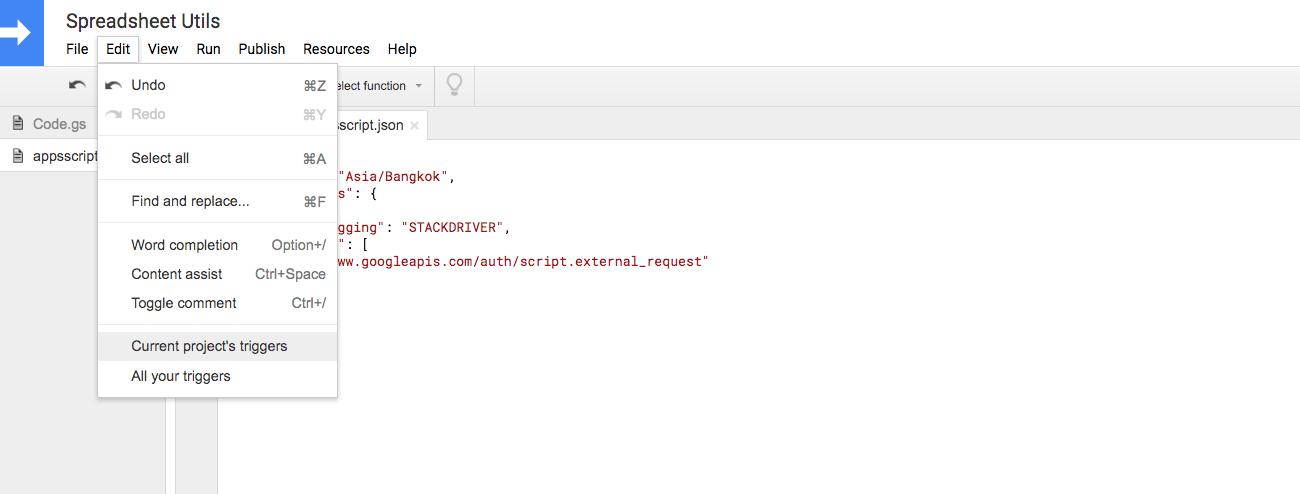 Spreadsheet Utils
File Edit View Run Publish Resources Help
Undo ⌘Z
Redo ⌘Y
Select all ⌘A
Find and replace... ⌘F
Word completion Option+/
Content assist Ctrl+Space
Toggle comment Ctrl+/
Current project's triggers
All your triggers
elect function
Code.gs
appsscript
sscript.json ×
"Asia/Bangkok",
s": {
gging": "STACKDRIVER",
": [
ww.googleapis.com/auth/script.external_request"